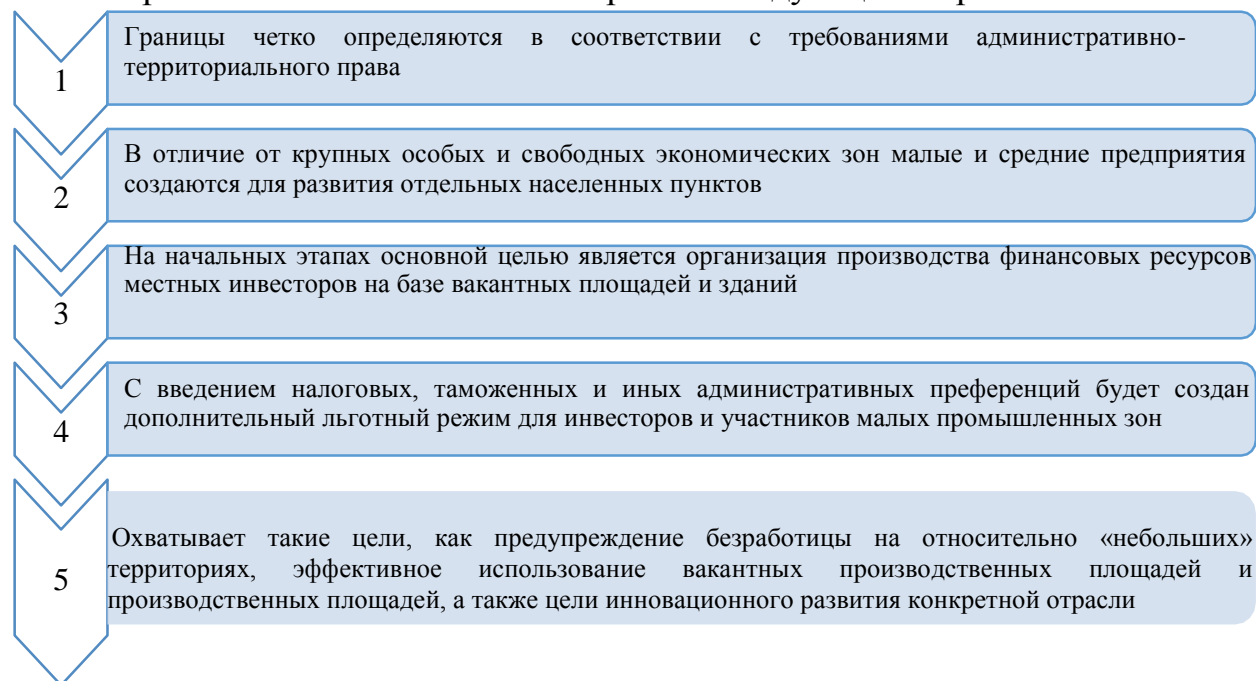 1
Границы четко определяются в соответствии с требованиями административно-
территориального права
2
В отличие от крупных особых и свободных экономических зон малые и средние предприятия
создаются для развития отдельных населенных пунктов
3
На начальных этапах основной целью является организация производства финансовых ресурсов
местных инвесторов на базе вакантных площадей и зданий
4
С введением налоговых, таможенных и иных административных преференций будет создан
дополнительный льготный режим для инвесторов и участников малых промышленных зон
5
Охватывает такие цели, как предупреждение безработицы на относительно «небольших»
территориях, эффективное использование вакантных производственных площадей и
производственных площадей, а также цели инновационного развития конкретной отрасли